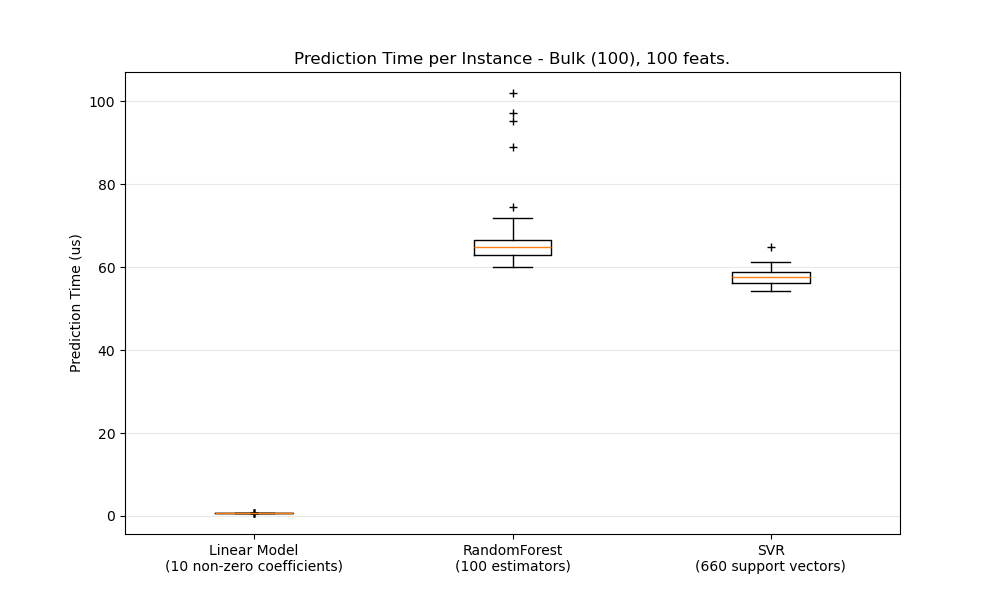 Prediction Time per Instance - Bulk (100), 100 feats.
Prediction Time (us)
100
80
60
40
20
0
Linear Model
(10 non-zero coefficients)
RandomForest
(100 estimators)
SVR
(660 support vectors)